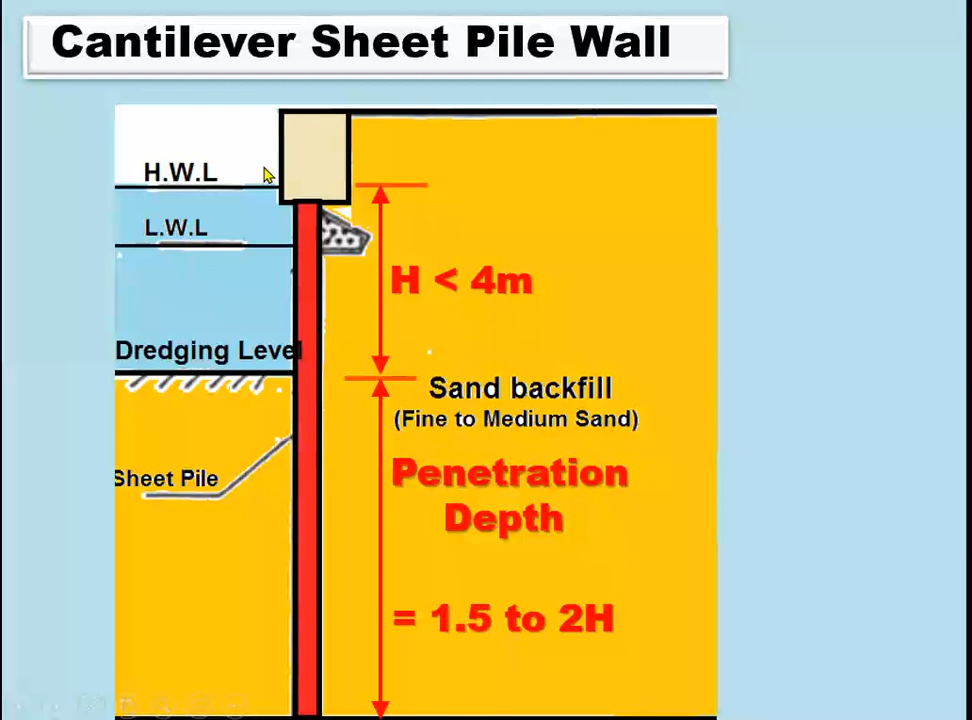 Cantilever Sheet Pile Wall
H.W.L
L.W.L
H < 4m
Dredging Level
Sand backfill
(Fine to Medium Sand)
Sheet Pile
Penetration
Depth
= 1.5 to 2H